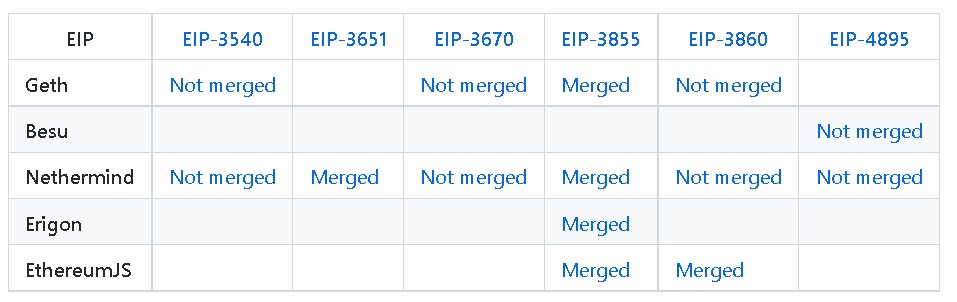 EIP EIP-3540 EIP-3651 EIP-3670 EIP-3855 EIP-3860 EIP-4895
Geth Not merged Not merged Merged Not merged
Besu Not merged
Nethermind Not merged Merged Not merged Merged Not merged Not merged
Erigon Merged
EthereumJS Merged Merged